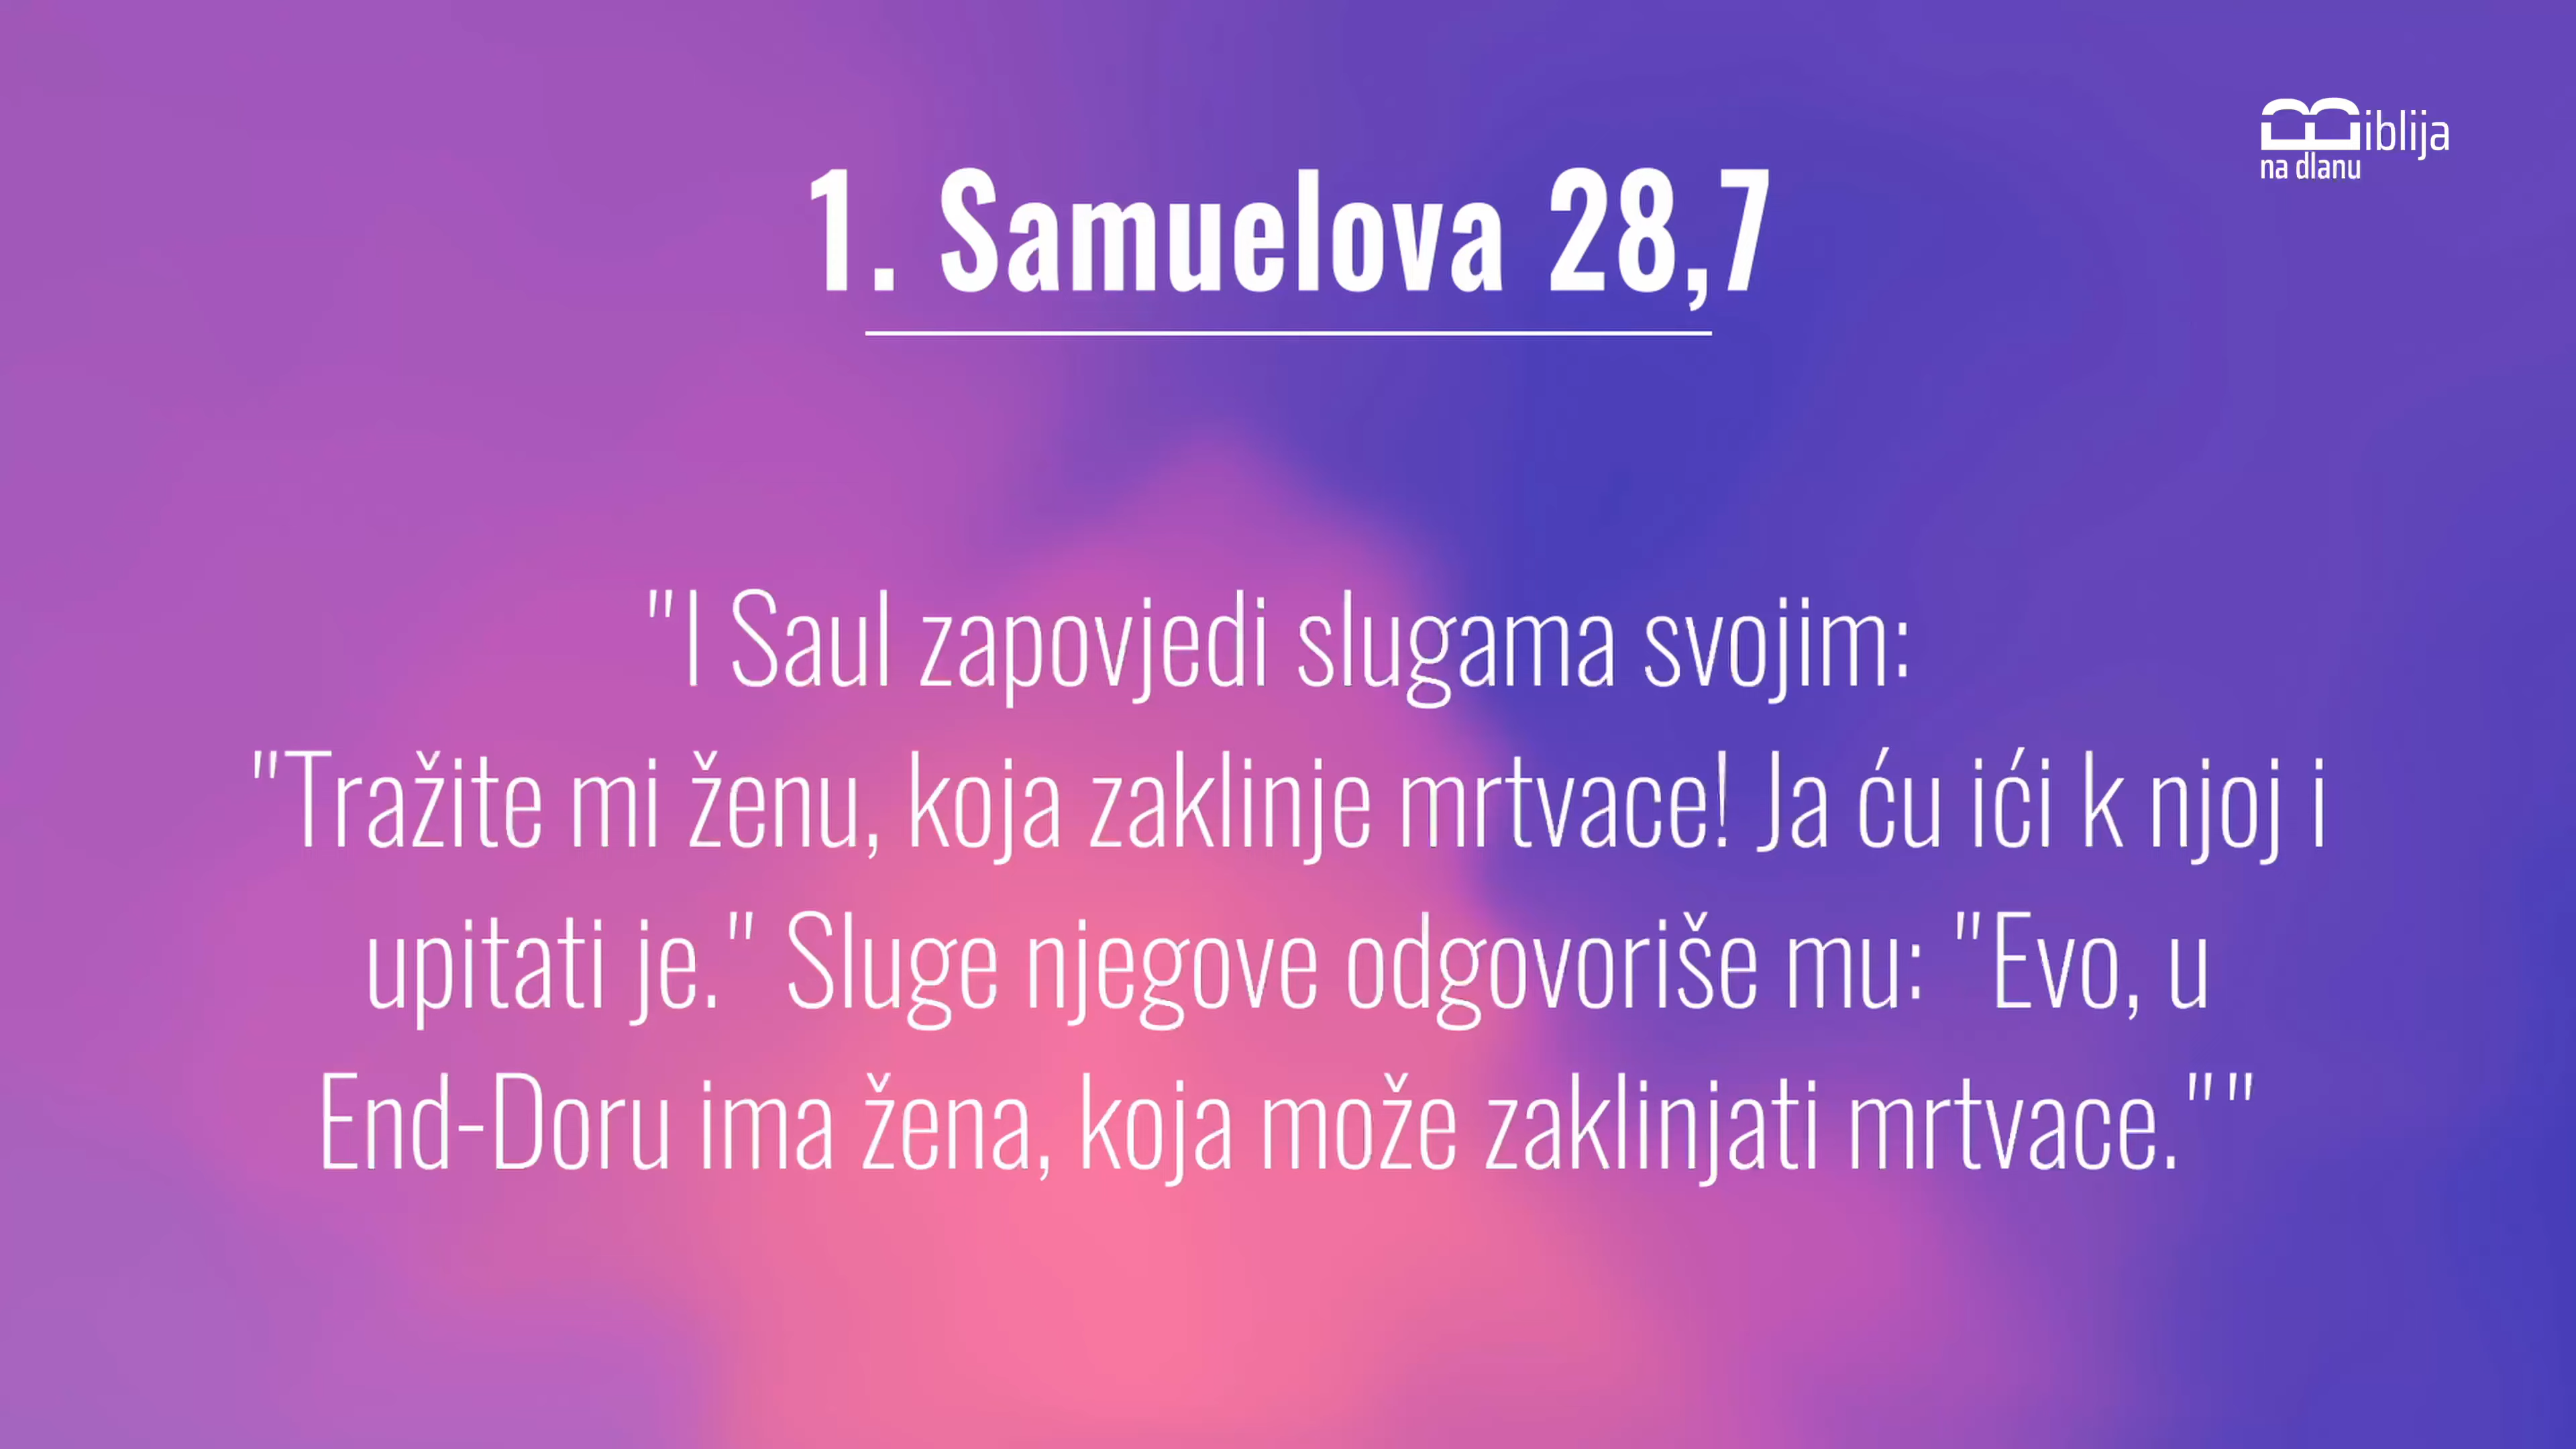 Biblija
na dlanu
1. Samuelova 28,7
"I Saul zapovjedi slugama svojim:
"Tražite mi ženu, koja zaklinje mrtvace! Ja ću ići k njoj i
upitati je." Sluge njegove odgovoriše mu: "Evo, u
End-Doru ima žena, koja može zaklinjati mrtvace.""